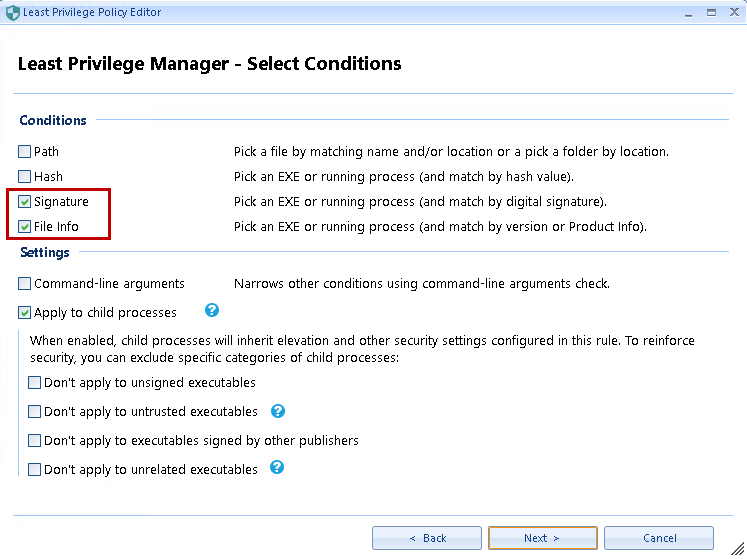 Least Privilege Policy Editor
Least Privilege Manager - Select Conditions
Conditions
Path Pick a file by matching name and/or location or a pick a folder by location.
Hash Pick an EXE or running process (and match by hash value).
Signature Pick an EXE or running process (and match by digital signature).
File Info Pick an EXE or running process (and match by version or Product Info).
Settings
Command-line arguments Narrows other conditions using command-line arguments check.
Apply to child processes ?
When enabled, child processes will inherit elevation and other security settings configured in this rule. To reinforce
security, you can exclude specific categories of child processes:
Don't apply to unsigned executables
Don't apply to untrusted executables ?
Don't apply to executables signed by other publishers
Don't apply to unrelated executables ?
< Back Next > Cancel